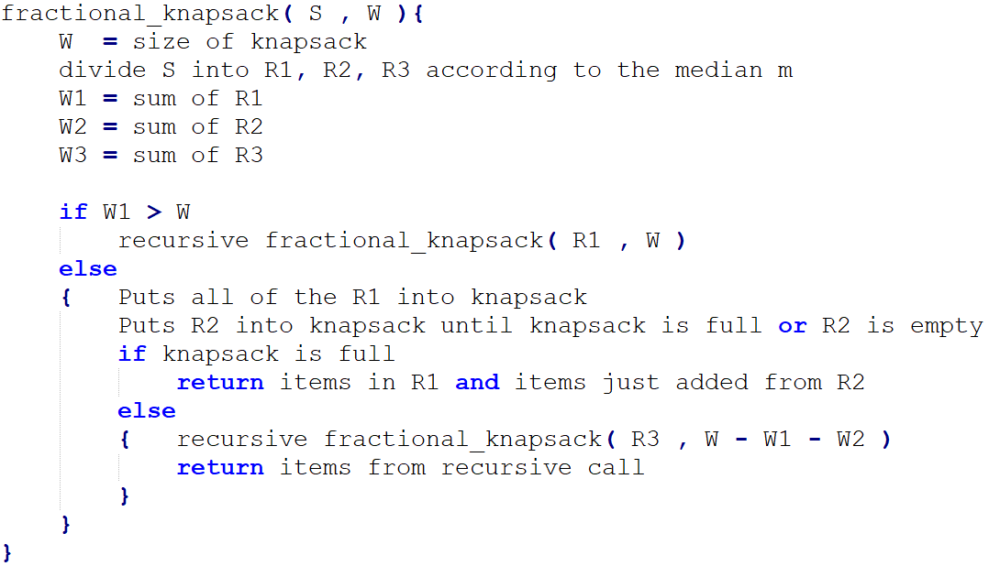 fractional_knapsack( S , W ){
    W  = size of knapsack
    divide S into R1, R2, R3 according to the median m
    W1 = sum of R1
    W2 = sum of R2
    W3 = sum of R3

    if W1 > W
        recursive fractional_knapsack( R1 , W )
    else
    {   Puts all of the R1 into knapsack
        Puts R2 into knapsack until knapsack is full or R2 is empty
        if knapsack is full
            return items in R1 and items just added from R2
        else
        {   recursive fractional_knapsack( R3 , W - W1 - W2 )
            return items from recursive call
        }
    }
}